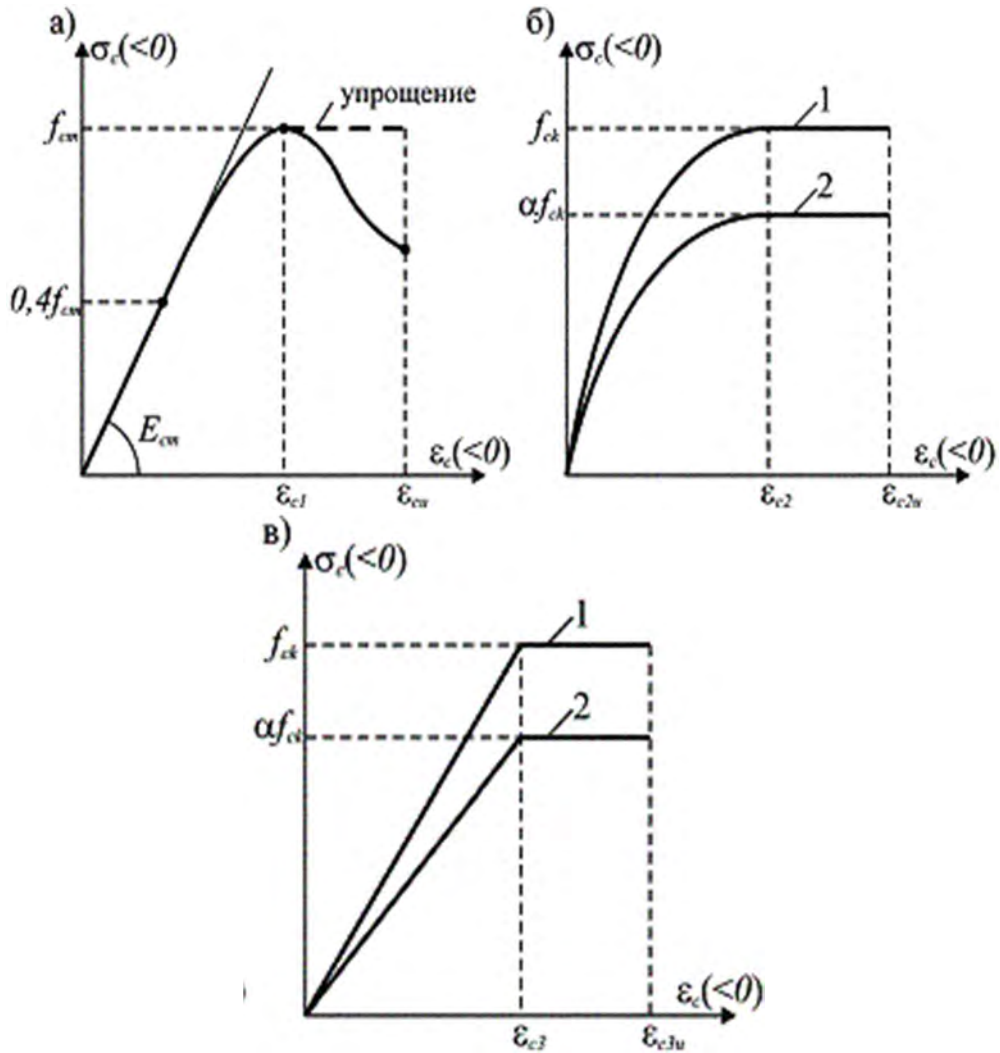 а)
σc(<0)
упрощение
fcm
0,4fcm
Ecm
εc(<0)
εc1
εcu
б)
σc(<0)
1
fck
2
αfck
εc(<0)
εc2
εc2u
в)
σc(<0)
1
fck
2
αfck
εc(<0)
εc3
εc3u